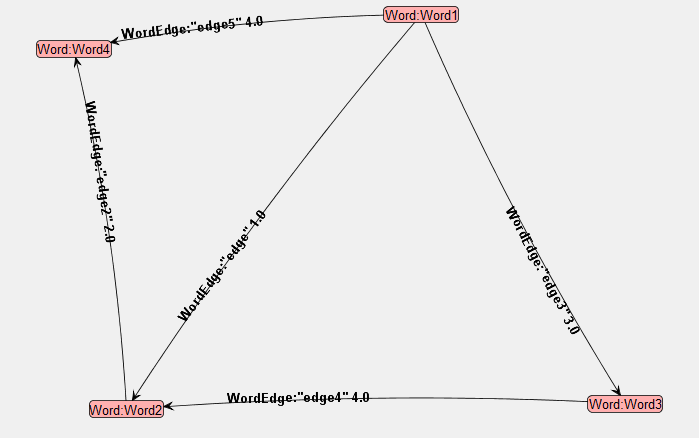 Word:Word1
WordEdge:"edge5" 4.0
Word:Word4
WordEdge:"edge2" 2.0
WordEdge:"edge" 1.0
WordEdge:"edge3" 3.0
WordEdge:"edge4" 4.0
Word:Word3
Word:Word2